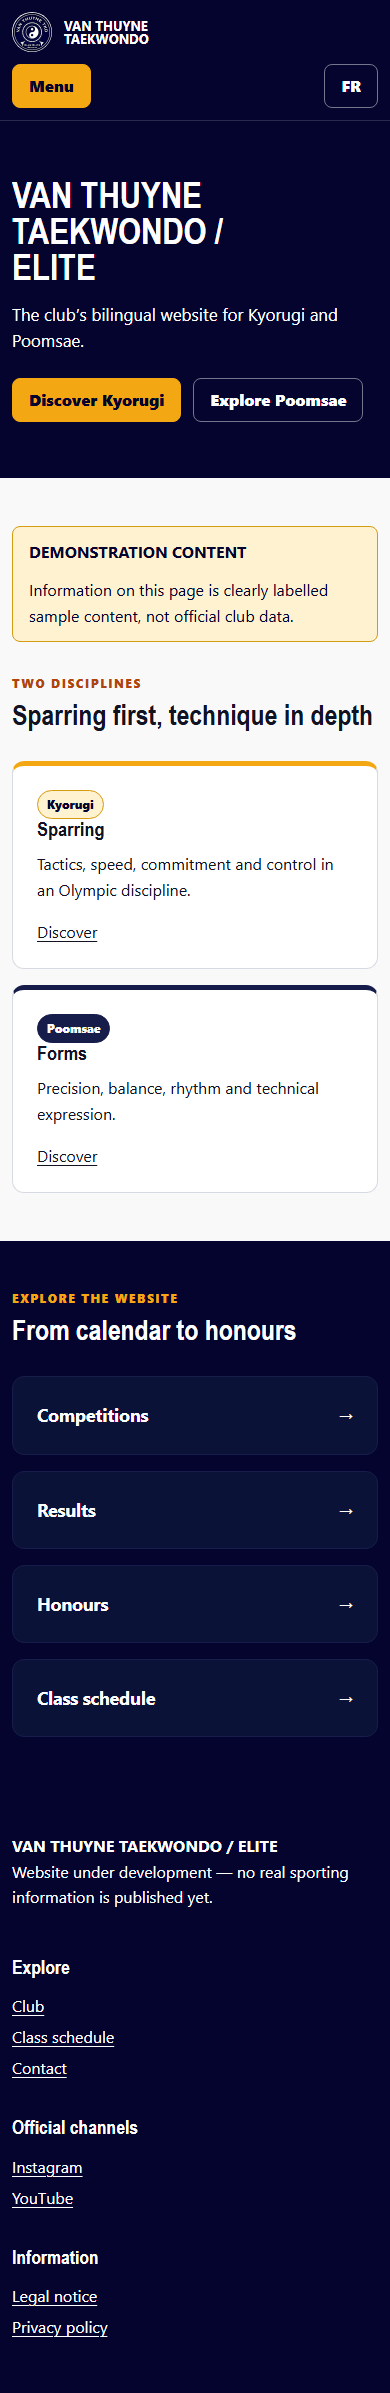 VAN THUYNE
TAEKWONDO
Menu
FR
VAN THUYNE
TAEKWONDO /
ELITE
The club’s bilingual website for Kyorugi and
Poomsae.
Discover Kyorugi
Explore Poomsae
DEMONSTRATION CONTENT
Information on this page is clearly labelled
sample content, not official club data.
TWO DISCIPLINES
Sparring first, technique in depth
Kyorugi
Sparring
Tactics, speed, commitment and control in
an Olympic discipline.
Discover
Poomsae
Forms
Precision, balance, rhythm and technical
expression.
Discover
EXPLORE THE WEBSITE
From calendar to honours
Competitions →
Results →
Honours →
Class schedule →
VAN THUYNE TAEKWONDO / ELITE
Website under development — no real sporting
information is published yet.
Explore
Club
Class schedule
Contact
Official channels
Instagram
YouTube
Information
Legal notice
Privacy policy